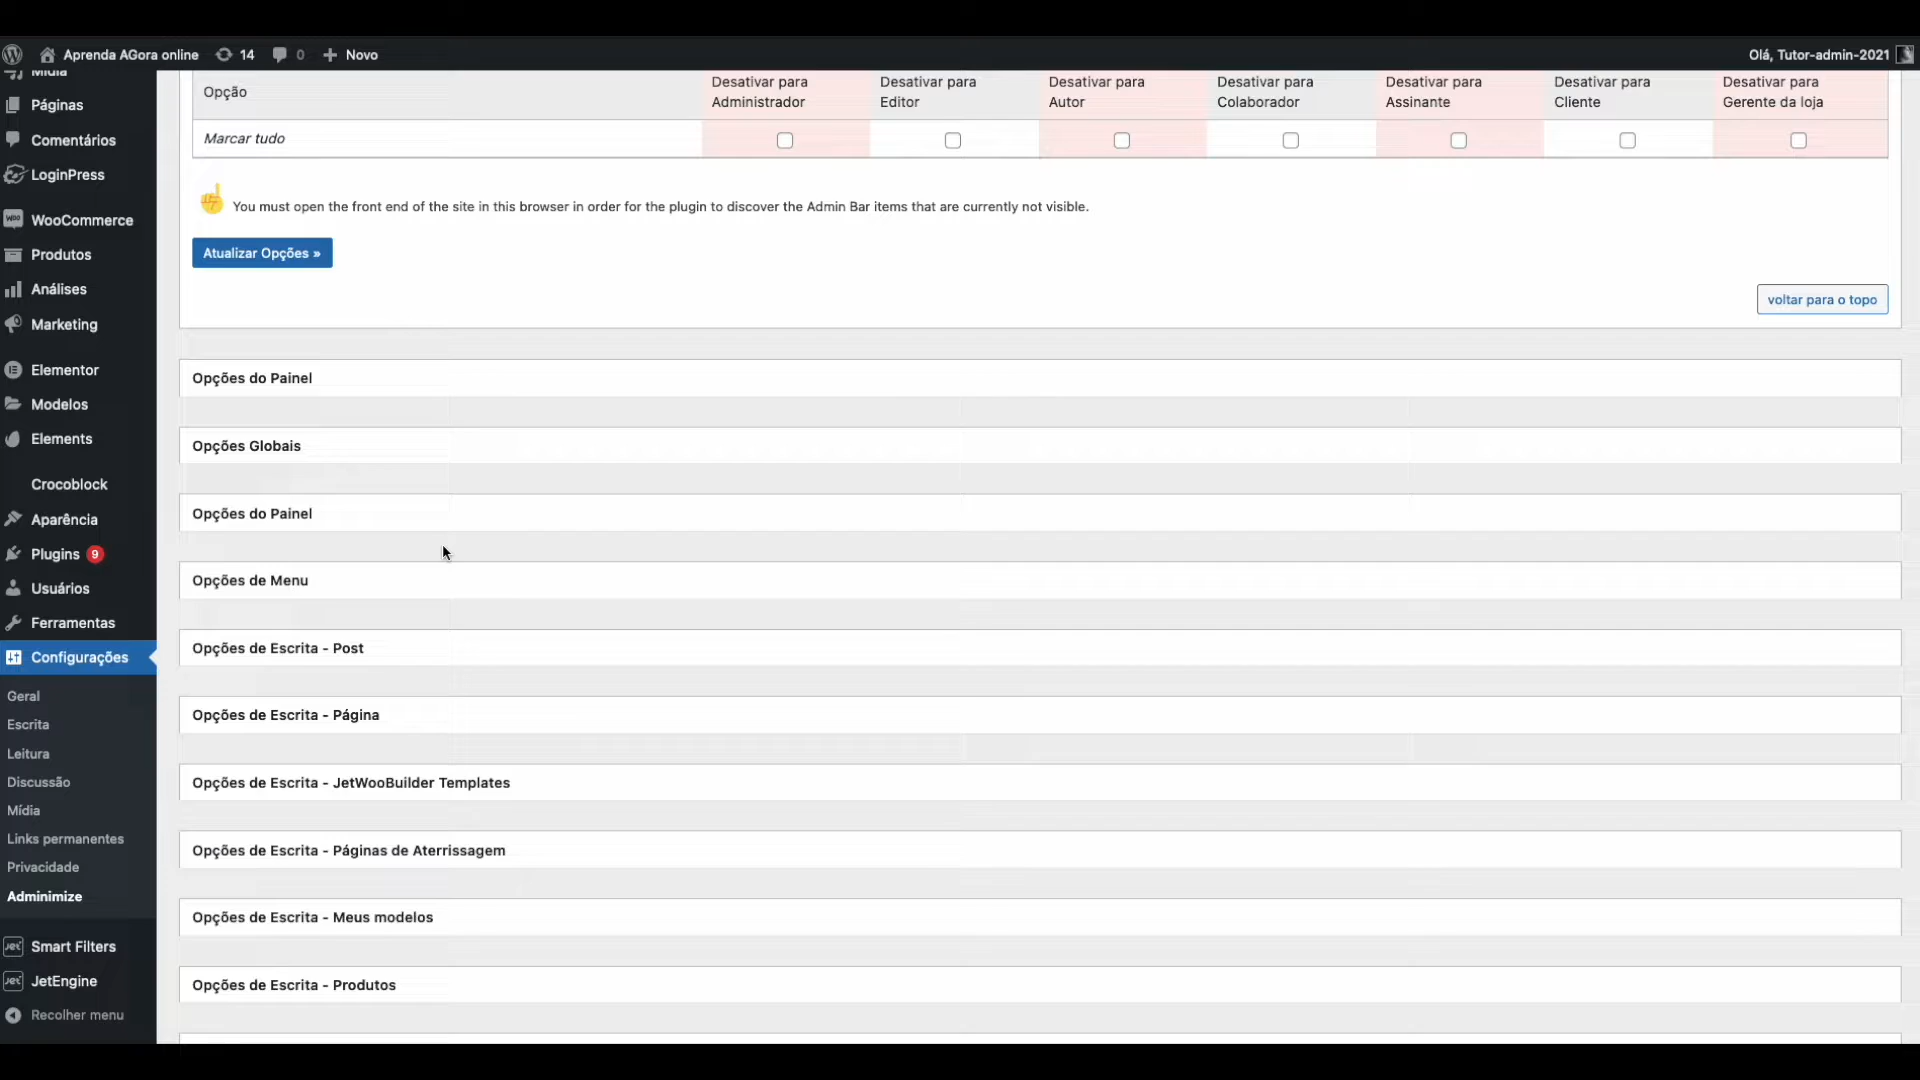 Aprenda AGora online
14
0
Novo
Olá, Tutor-admin-2021
Mídia
Páginas
Comentários
LoginPress
WooCommerce
Produtos
Análises
Marketing
Elementor
Modelos
Elements
Crocoblock
Aparência
Plugins 9
Usuários
Ferramentas
Configurações
Geral
Escrita
Leitura
Discussão
Mídia
Links permanentes
Privacidade
Adminimize
Smart Filters
JetEngine
Recolher menu
Opção
Desativar para
Administrador
Desativar para
Editor
Desativar para
Autor
Desativar para
Colaborador
Desativar para
Assinante
Desativar para
Cliente
Desativar para
Gerente da loja
Marcar tudo
You must open the front end of the site in this browser in order for the plugin to discover the Admin Bar items that are currently not visible.
Atualizar Opções »
voltar para o topo
Opções do Painel
Opções Globais
Opções do Painel
Opções de Menu
Opções de Escrita - Post
Opções de Escrita - Página
Opções de Escrita - JetWooBuilder Templates
Opções de Escrita - Páginas de Aterrissagem
Opções de Escrita - Meus modelos
Opções de Escrita - Produtos